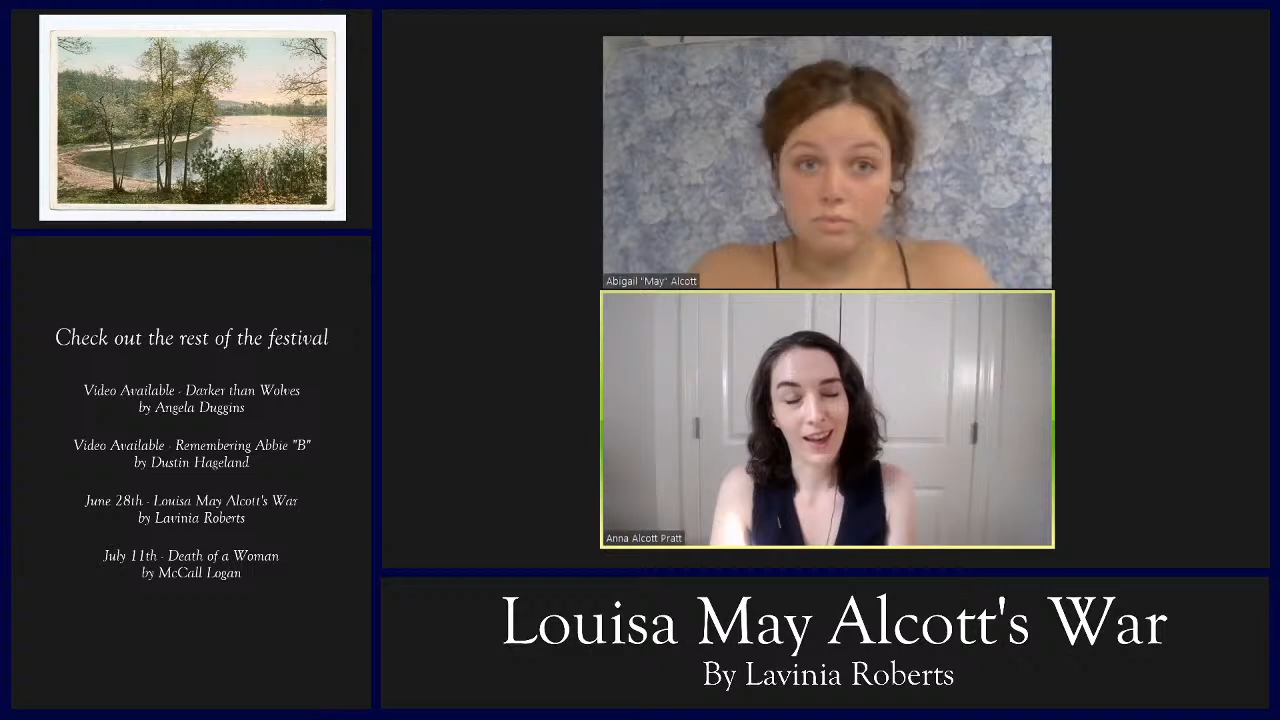 Check out the rest of the festival
Video Available - Darker than Wolves
by Angela Duggins
Video Available - Remembering Abbie "B"
by Dustin Hageland
June 28th - Louisa May Alcott's War
by Lavinia Roberts
July 11th - Death of a Woman
by McCall Logan
Abigail "May" Alcott
Anna Alcott Pratt
Louisa May Alcott's War
By Lavinia Roberts